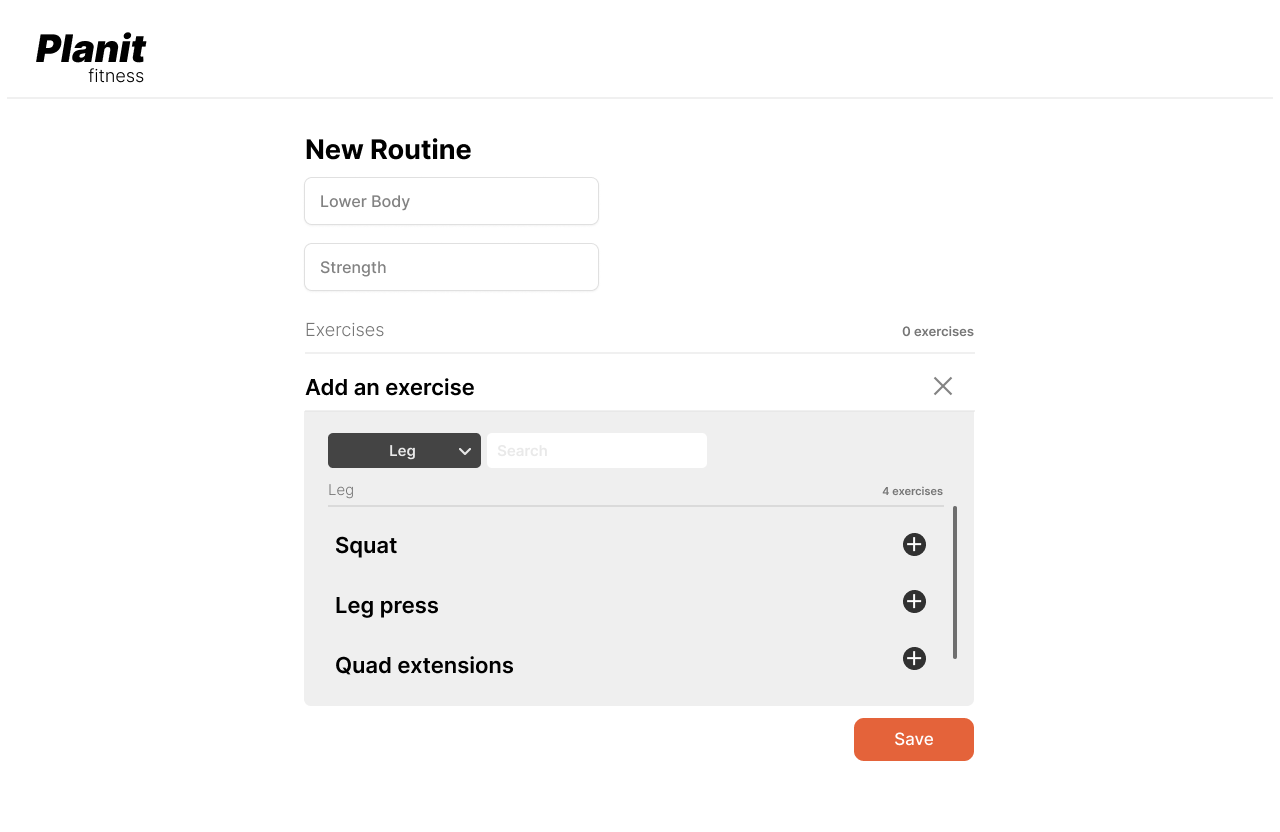 Planit
fitness
New Routine
Lower Body
Strength
Exercises 0 exercises
Add an exercise
Leg Search
Leg 4 exercises
Squat
Leg press
Quad extensions
Save